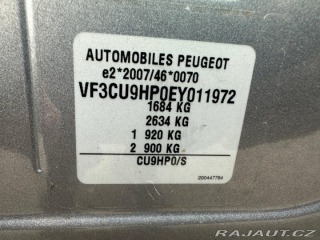 AUTOMOBILES PEUGEOT
e2*2007/46*0070
VF3CU9HP0EY011972
1684 KG
2634 KG
1 920 KG
2 900 KG
CU9HP0/S
200447784
RAJAUT.CZ